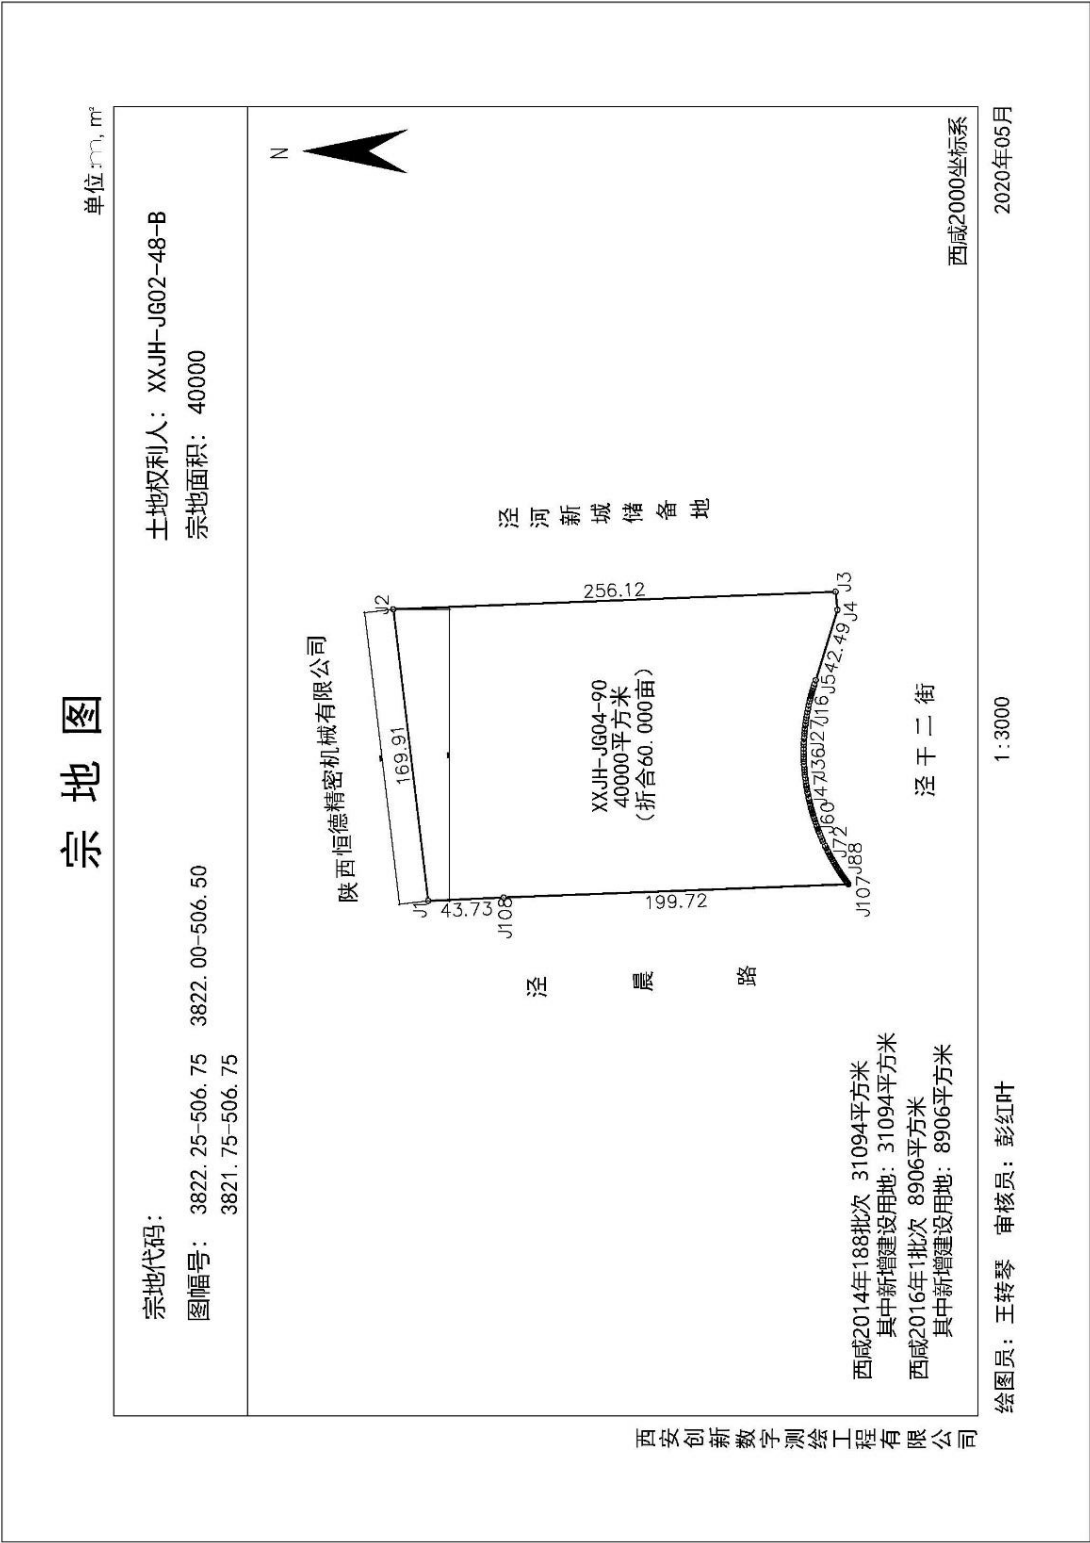 宗地图
单位:m, m²
宗地代码:
土地权利人: XXJH-JG02-48-B
图幅号: 3822.25-506.75 3822.00-506.50
宗地面积: 40000
3821.75-506.75
N
陕西恒德精密机械有限公司
J1
169.91
J2
43.73
J108
泾晨路
199.72
XXJH-JG04-90
40000平方米
(折合60.000亩)
256.12
泾河新城储备地
J107
J88
J72
J60
J47
J36
J27
J16
J5
42.49
J4
J3
泾干二街
西咸2014年188批次 31094平方米
其中新增建设用地: 31094平方米
西咸2016年1批次 8906平方米
其中新增建设用地: 8906平方米
西咸2000坐标系
西安创新数字测绘工程有限公司
绘图员: 王转琴 审核员: 彭红叶
1:3000
2020年05月